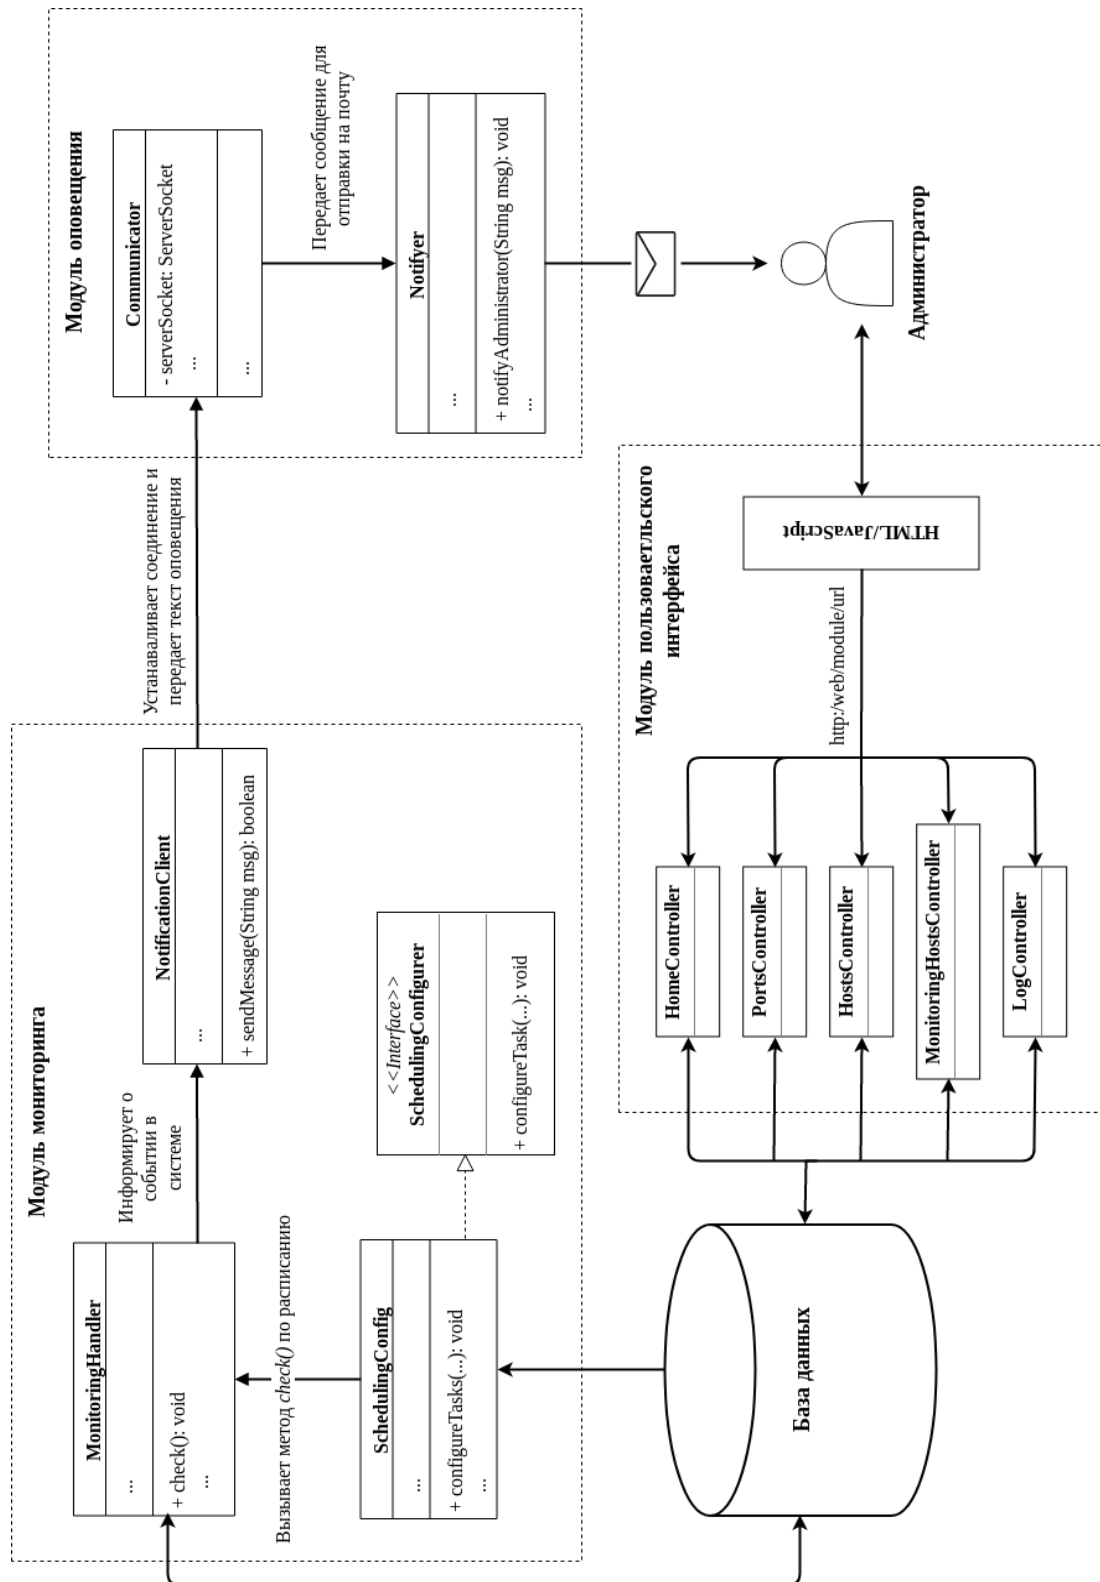 Модуль мониторинга
MonitoringHandler
...
+ check(): void
...
Информирует о
событии в
системе
NotificationClient
...
+ sendMessage(String msg): boolean
Устанаваливает соединение и
передает текст оповещения
Модуль оповещения
Communicator
- serverSocket: ServerSocket
...
...
Передает сообщение для
отправки на почту
Notifyer
...
+ notifyAdministrator(String msg): void
...
Вызывает метод check() по расписанию
SchedulingConfig
...
+ configureTasks(...): void
...
<<Interface>>
SchedulingConfigurer
+ configureTask(...): void
База данных
Модуль пользоваетльского
интерфейса
HomeController
PortsController
HostsController
MonitoringHostsController
LogController
http:/web/module/url
HTML/JavaScript
Администратор